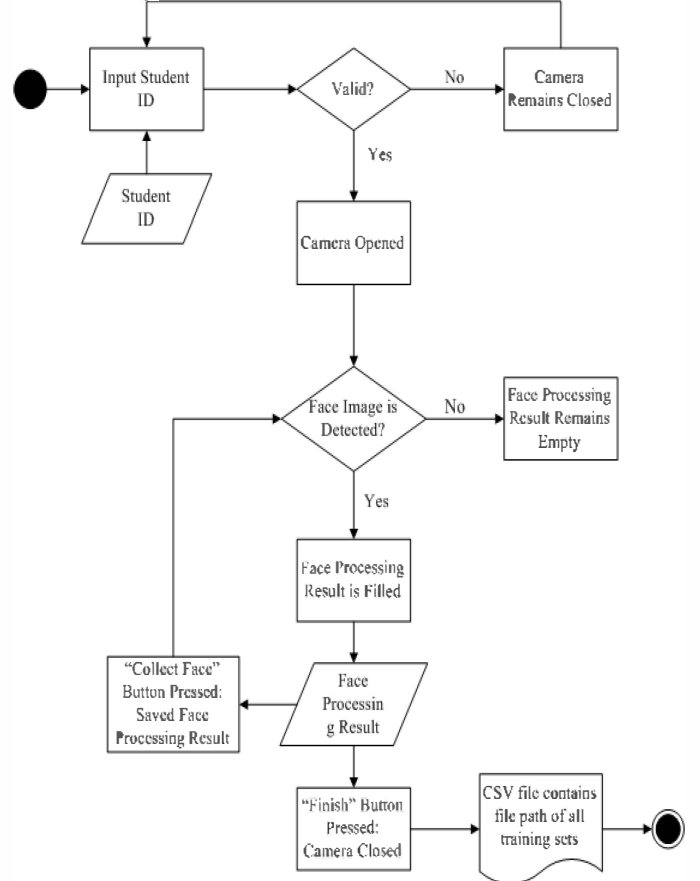 Input Student
ID
Valid?
No
Camera
Remains Closed
Student
ID
Yes
Camera Opened
Face Image is
Detected?
No
Face Processing
Result Remains
Empty
Yes
Face Processing
Result is Filled
“Collect Face”
Button Pressed:
Saved Face
Processing Result
Face
Processin
g Result
“Finish” Button
Pressed:
Camera Closed
CSV file contains
file path of all
training sets